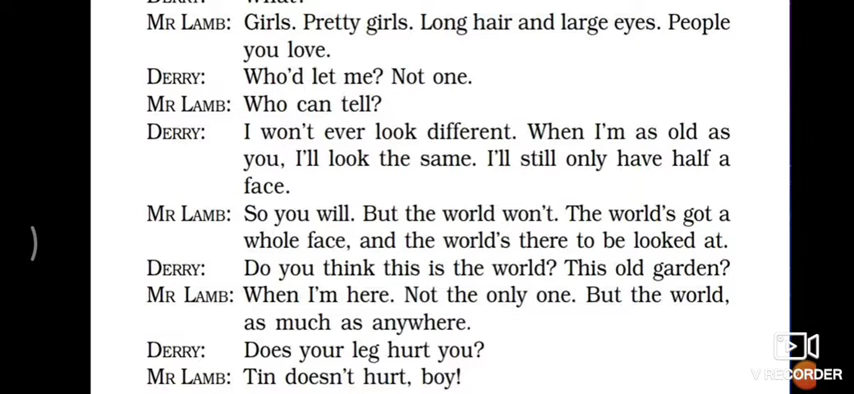 MR LAMB: Girls. Pretty girls. Long hair and large eyes. People
you love.
DERRY: Who'd let me? Not one.
MR LAMB: Who can tell?
DERRY: I won't ever look different. When I'm as old as
you, I'll look the same. I'll still only have half a
face.
MR LAMB: So you will. But the world won't. The world's got a
whole face, and the world's there to be looked at.
DERRY: Do you think this is the world? This old garden?
MR LAMB: When I'm here. Not the only one. But the world,
as much as anywhere.
DERRY: Does your leg hurt you?
MR LAMB: Tin doesn't hurt, boy!
V RECORDER